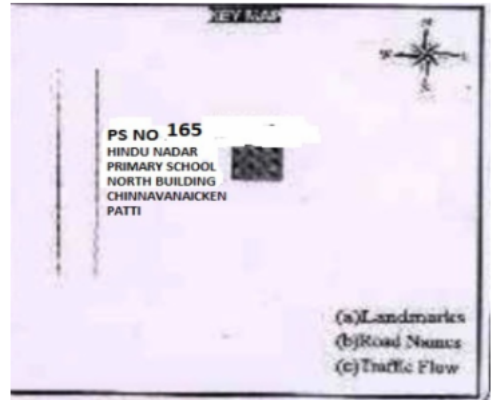 KEY MAP
N
W
PS NO 165
HINDU NADAR
PRIMARY SCHOOL
NORTH BUILDING
CHINNAVANAICKEN
PATTI
(a)Landmarks
(b)Road Names
(c)Traffic Flow